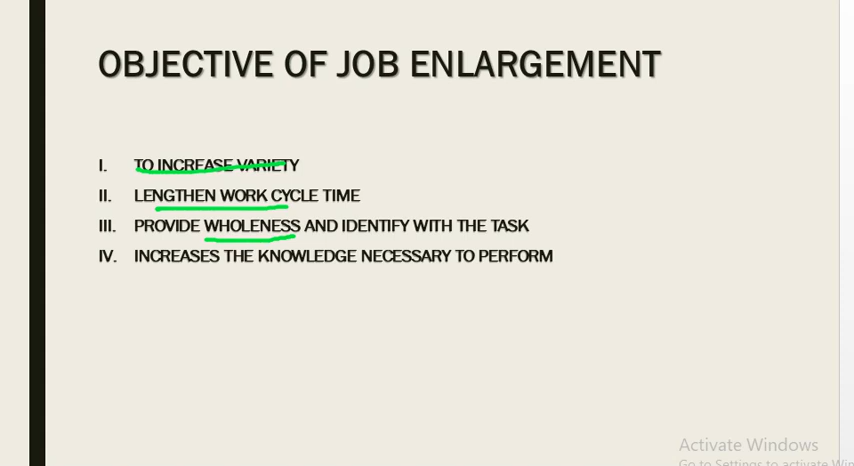 OBJECTIVE OF JOB ENLARGEMENT
I. TO INCREASE VARIETY
II. LENGTHEN WORK CYCLE TIME
III. PROVIDE WHOLENESS AND IDENTIFY WITH THE TASK
IV. INCREASES THE KNOWLEDGE NECESSARY TO PERFORM
Activate Windows
Go to Settings to activate Win